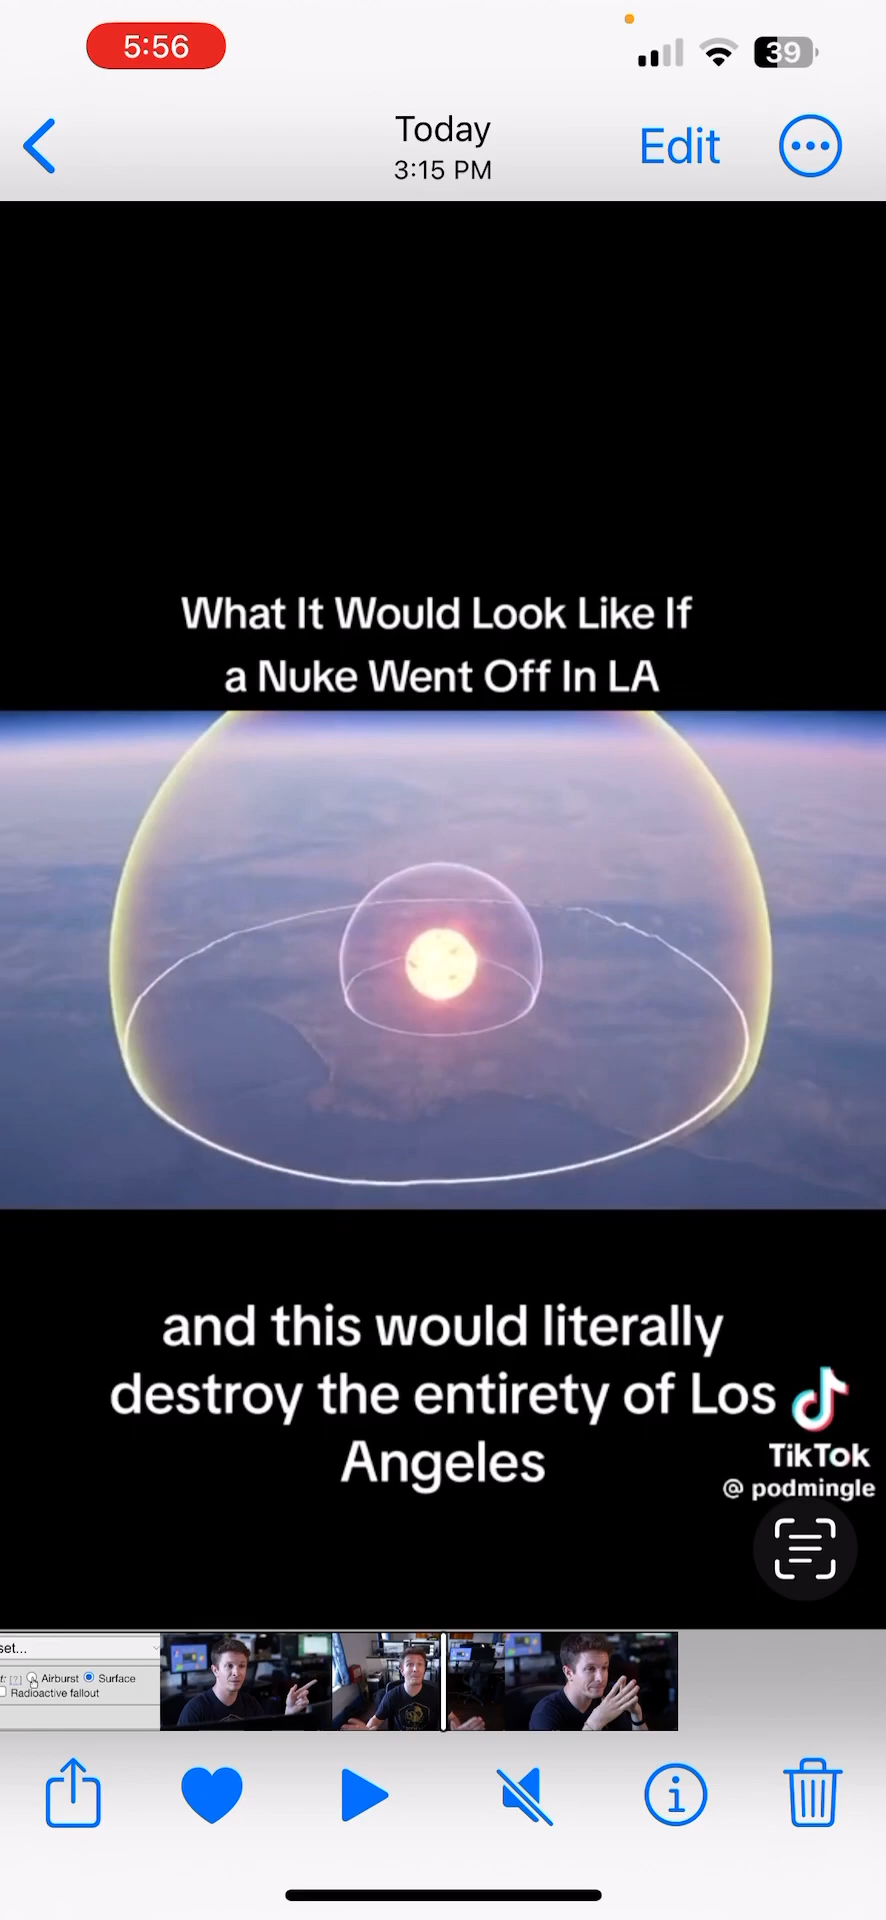 5:56
39
Today
3:15 PM
Edit
What It Would Look Like If
a Nuke Went Off In LA
and this would literally
destroy the entirety of Los
Angeles
TikTok
@ podmingle
set...
t: [?] Airburst Surface
Radioactive fallout